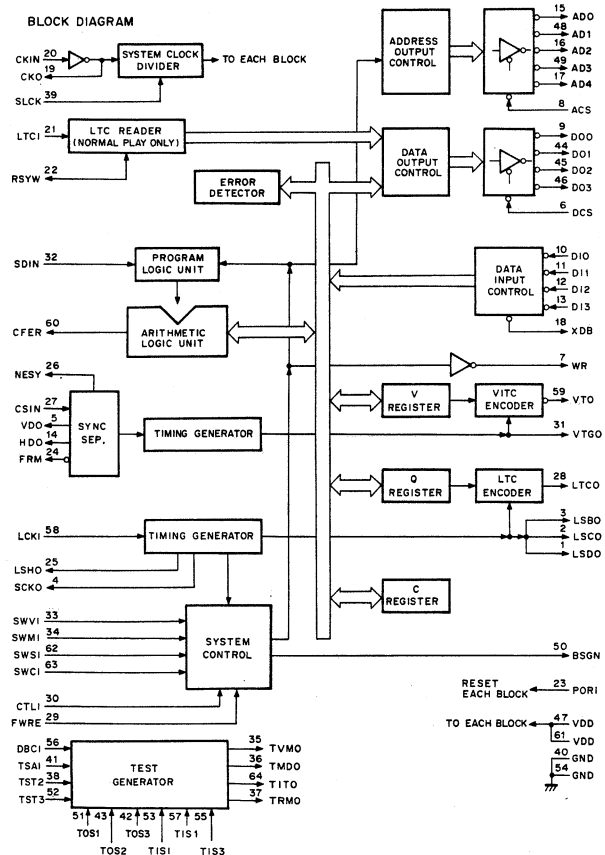 BLOCK DIAGRAM
CKIN 20
CKO 19
SYSTEM CLOCK
DIVIDER
TO EACH BLOCK
SLCK 39
LTCI 21
LTC READER
(NORMAL PLAY ONLY)
RSYW 22
ERROR
DETECTOR
ADDRESS
OUTPUT
CONTROL
15 AD0
48 AD1
16 AD2
49 AD3
17 AD4
8 ACS
DATA
OUTPUT
CONTROL
9 DO0
44 DO1
45 DO2
46 DO3
6 DCS
SDIN 32
PROGRAM
LOGIC UNIT
CFER 60
ARITHMETIC
LOGIC UNIT
DATA
INPUT
CONTROL
10 DI0
11 DI1
12 DI2
13 DI3
18 XDB
7 WR
NESY 26
CSIN 27
VDO 5
HDO 14
FRM 24
SYNC
SEP.
TIMING GENERATOR
V
REGISTER
VITC
ENCODER
59 VTO
31 VTGO
Q
REGISTER
LTC
ENCODER
28 LTCO
3 LSBO
2 LSCO
1 LSDO
LCKI 58
TIMING GENERATOR
LSHO 25
SCKO 4
C
REGISTER
SWVI 33
SWMI 34
SWSI 62
SWCI 63
SYSTEM
CONTROL
CTLI 30
FWRE 29
50 BSGN
RESET
EACH BLOCK
23 PORI
TO EACH BLOCK
47 VDD
61 VDD
40 GND
54 GND
DBCI 56
TSAI 41
TST2 38
TST3 52
TEST
GENERATOR
35 TVMO
36 TMDO
64 TITO
37 TRMO
51 43 42 53 57 55
TOS1 TOS3 TIS1
TOS2 TISI TIS3